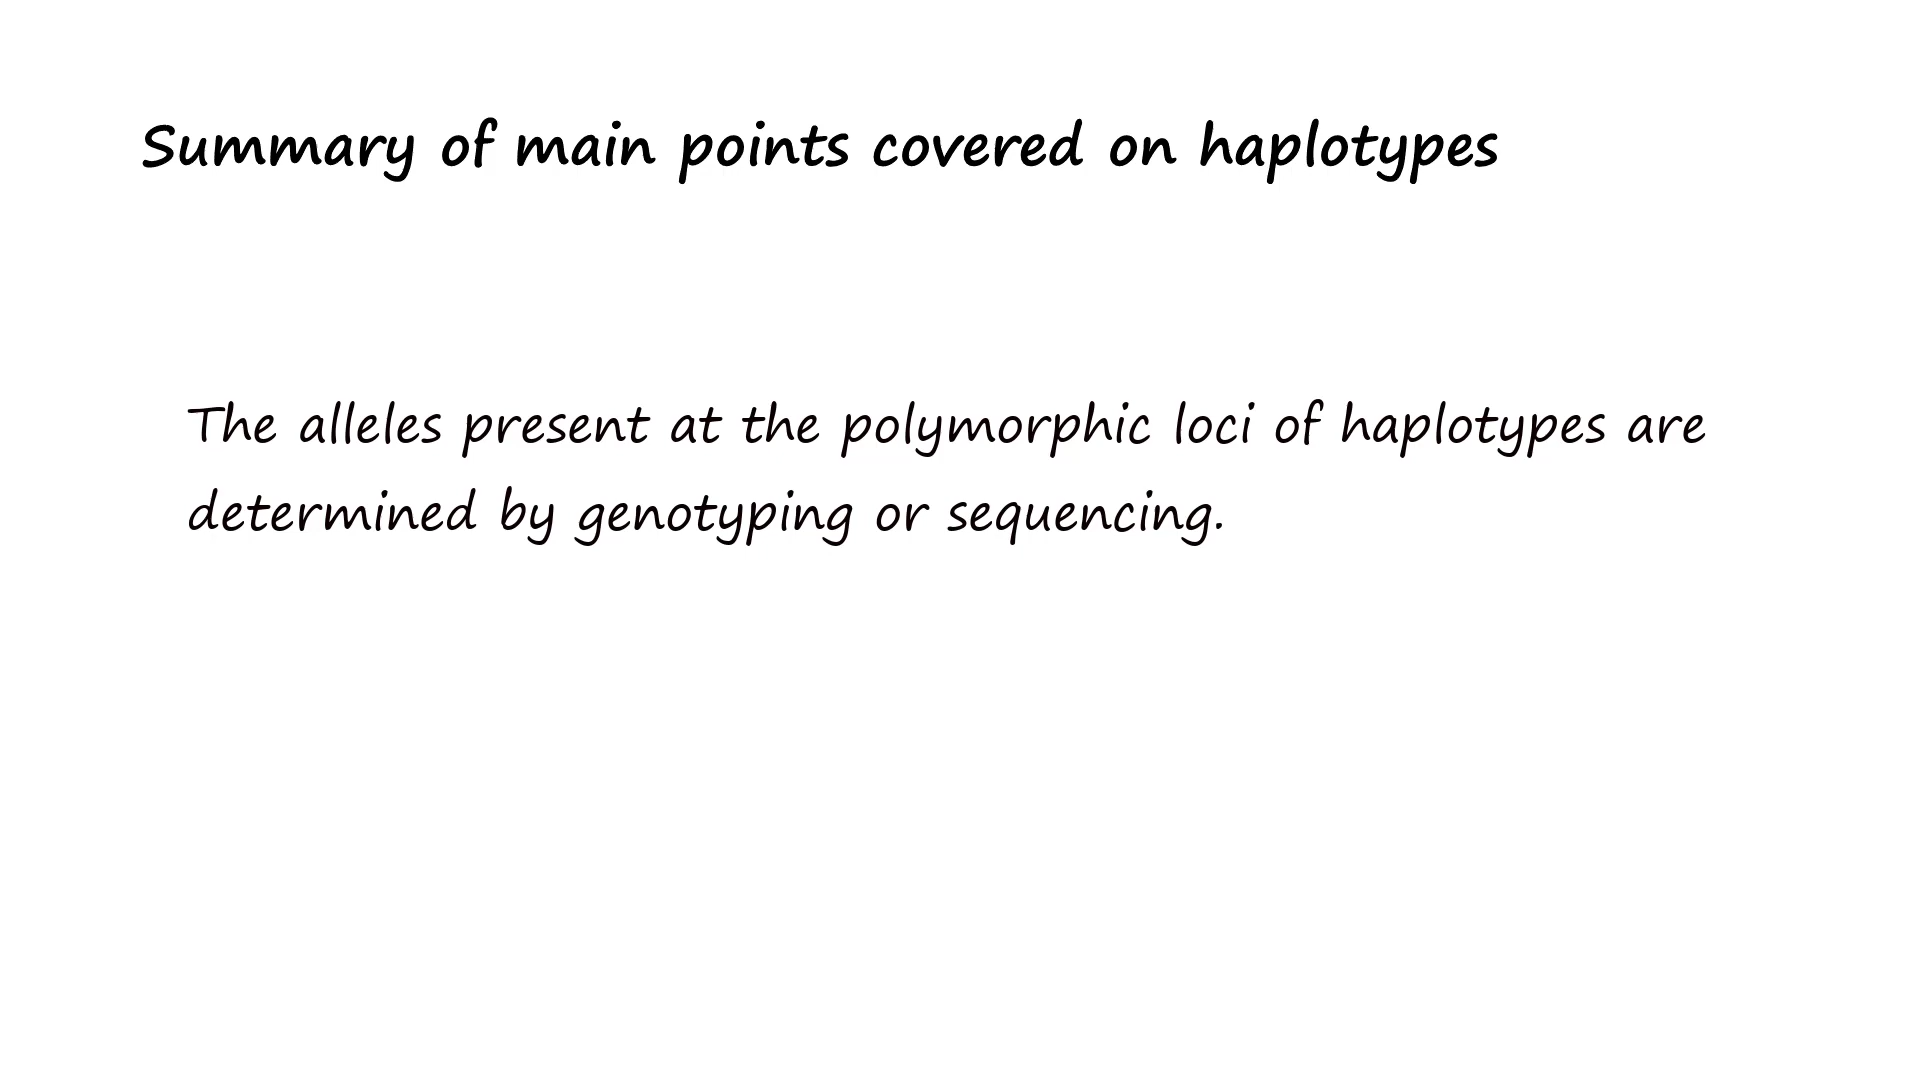 Summary of main points covered on haplotypes
The alleles present at the polymorphic loci of haplotypes are
determined by genotyping or sequencing.